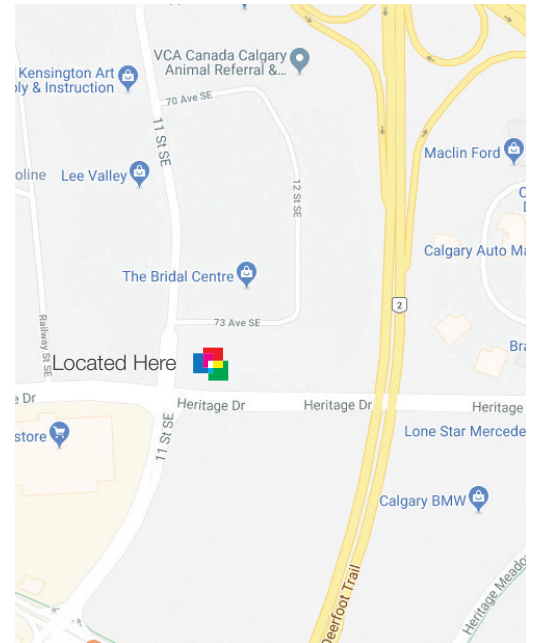 VCA Canada Calgary
Animal Referral &...
Kensington Art
ply & Instruction
70 Ave SE
11 St SE
Maclin Ford
oline
Lee Valley
12 St SE
Calgary Auto Ma
The Bridal Centre
2
73 Ave SE
Railway St SE
Bra
Located Here
e Dr
Heritage Dr
Heritage Dr
Heritage
11 St SE
store
Lone Star Mercede
Calgary BMW
Deerfoot Trail
Heritage Meado